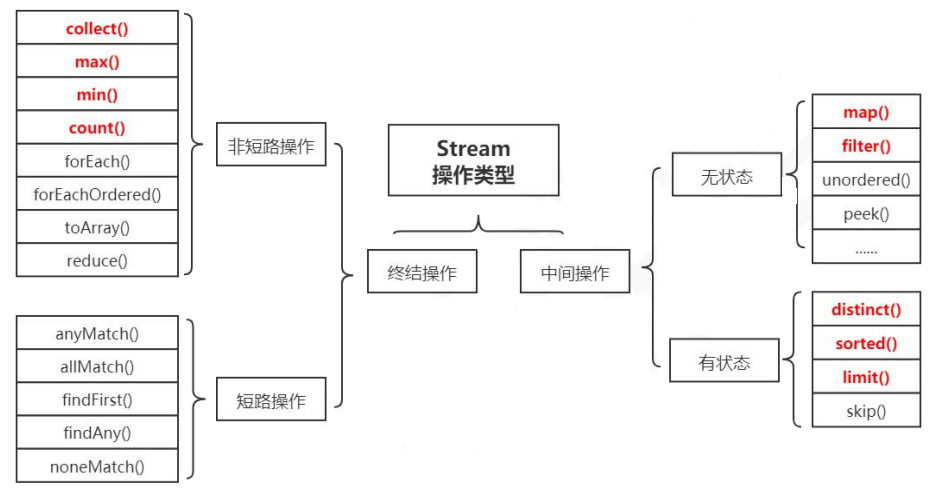 Stream
操作类型
终结操作
中间操作
非短路操作
collect()
max()
min()
count()
forEach()
forEachOrdered()
toArray()
reduce()
短路操作
anyMatch()
allMatch()
findFirst()
findAny()
noneMatch()
无状态
map()
filter()
unordered()
peek()
......
有状态
distinct()
sorted()
limit()
skip()